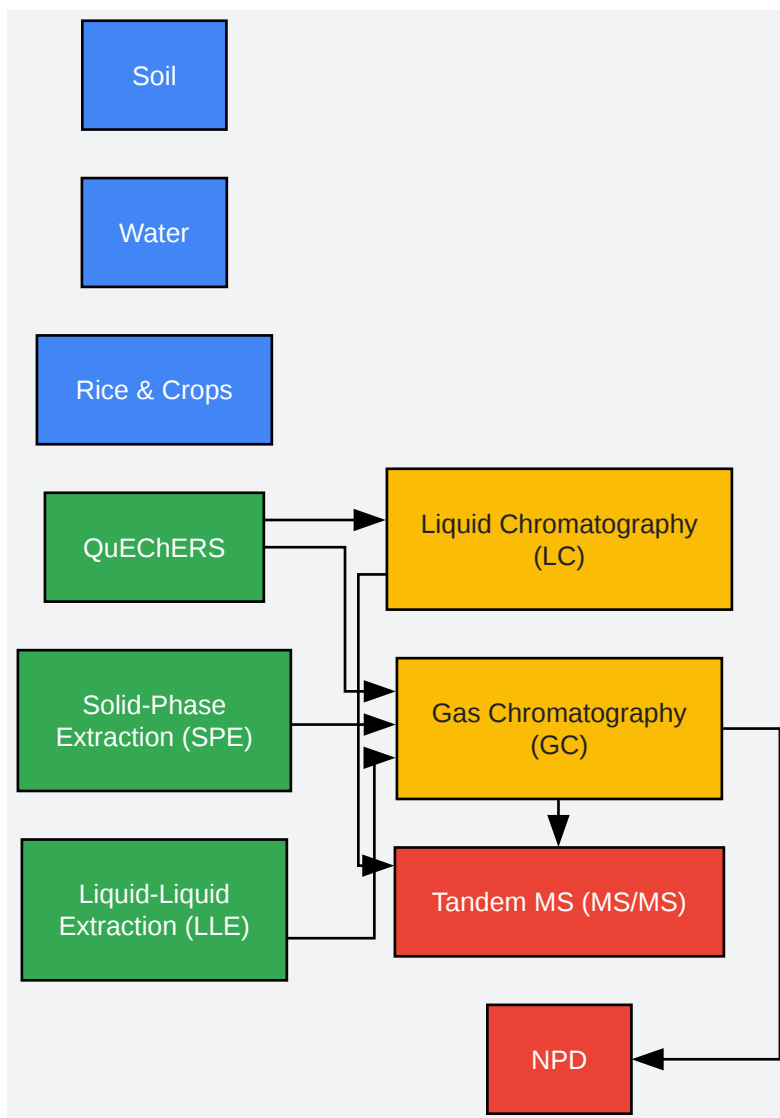 Soil
Water
Rice & Crops
QuEChERS
Liquid Chromatography
(LC)
Solid-Phase
Extraction (SPE)
Gas Chromatography
(GC)
Liquid-Liquid
Extraction (LLE)
Tandem MS (MS/MS)
NPD